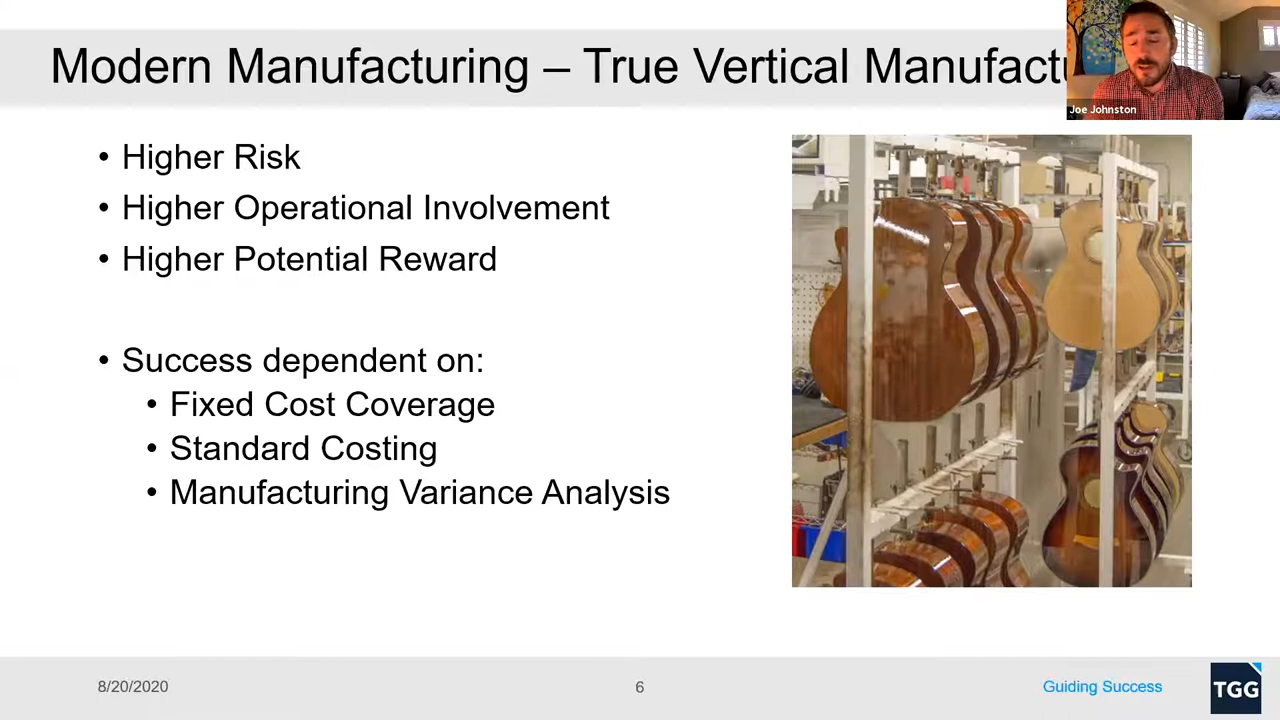 Modern Manufacturing – True Vertical
Joe Johnston
• Higher Risk
• Higher Operational Involvement
• Higher Potential Reward
• Success dependent on:
• Fixed Cost Coverage
• Standard Costing
• Manufacturing Variance Analysis
8/20/2020
6
Guiding Success
TGG